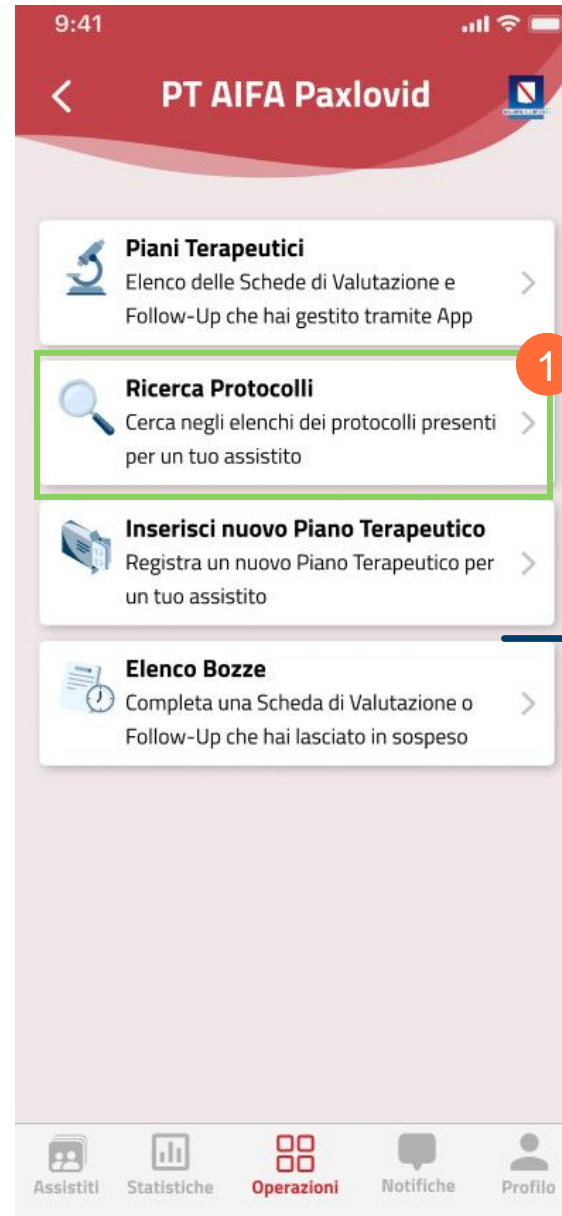 9:41
PT AIFA Paxlovid
Piani Terapeutici
Elenco delle Schede di Valutazione e
Follow-Up che hai gestito tramite App
1
Ricerca Protocolli
Cerca negli elenchi dei protocolli presenti
per un tuo assistito
Inserisci nuovo Piano Terapeutico
Registra un nuovo Piano Terapeutico per
un tuo assistito
Elenco Bozze
Completa una Scheda di Valutazione o
Follow-Up che hai lasciato in sospeso
Assistiti Statistiche Operazioni Notifiche Profilo